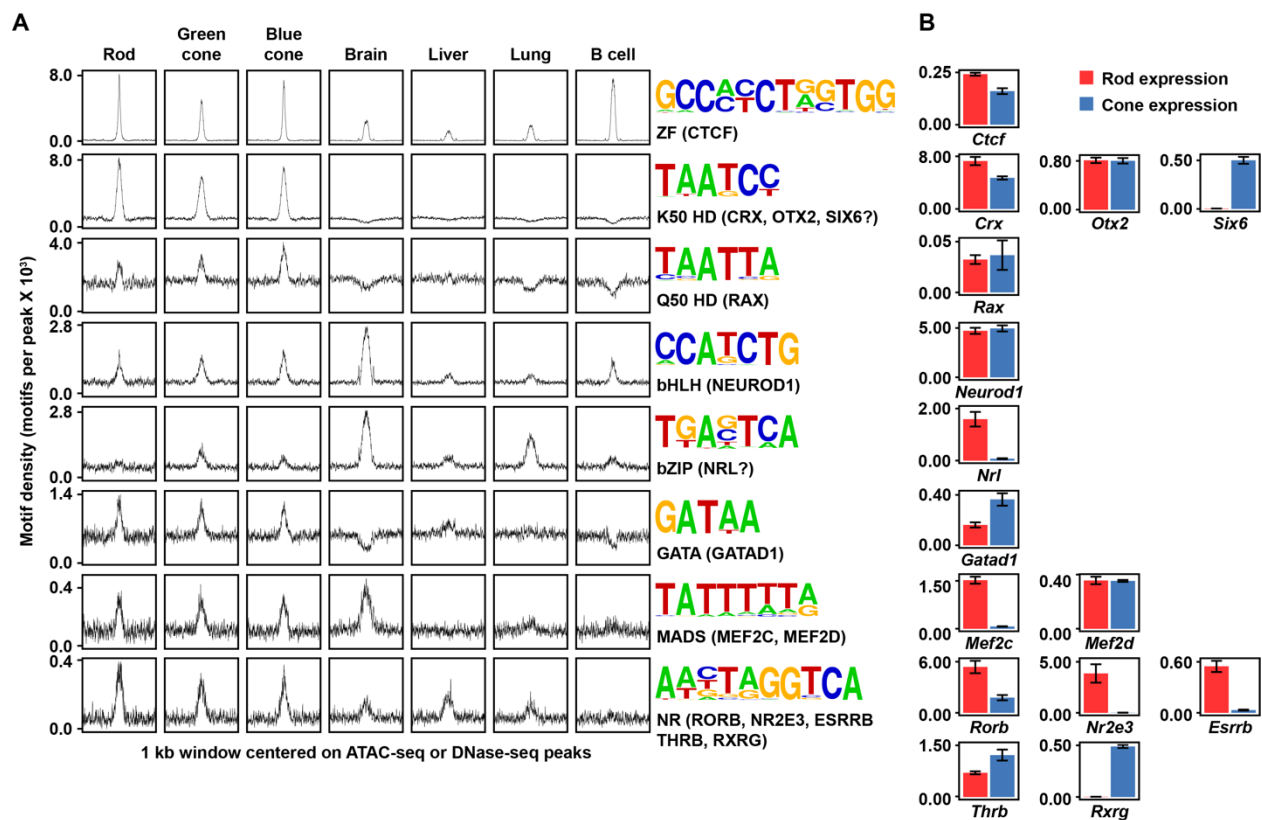 A
B
Rod
Green
cone
Blue
cone
Brain
Liver
Lung
B cell
Motif density (motifs per peak X 10³)
8.0
0.0
GCCACCTGGTGG
ZF (CTCF)
8.0
0.0
TAATCC
K50 HD (CRX, OTX2, SIX6?)
4.0
0.0
TAATTA
Q50 HD (RAX)
2.8
0.0
CCATCTG
bHLH (NEUROD1)
2.8
0.0
TGAGTCA
bZIP (NRL?)
1.4
0.0
GATAA
GATA (GATAD1)
0.4
0.0
TATTTTTA
MADS (MEF2C, MEF2D)
0.4
0.0
AACTAGGTCA
NR (RORB, NR2E3, ESRRB
THRB, RXRG)
1 kb window centered on ATAC-seq or DNase-seq peaks
Rod expression
Cone expression
0.25
0.00
Ctcf
8.00
0.00
Crx
0.80
0.00
Otx2
0.50
0.00
Six6
0.05
0.00
Rax
5.00
0.00
Neurod1
2.00
0.00
Nrl
0.40
0.00
Gatad1
1.50
0.00
Mef2c
0.40
0.00
Mef2d
6.00
0.00
Rorb
5.00
0.00
Nr2e3
0.60
0.00
Esrrb
1.50
0.00
Thrb
0.50
0.00
Rxrg